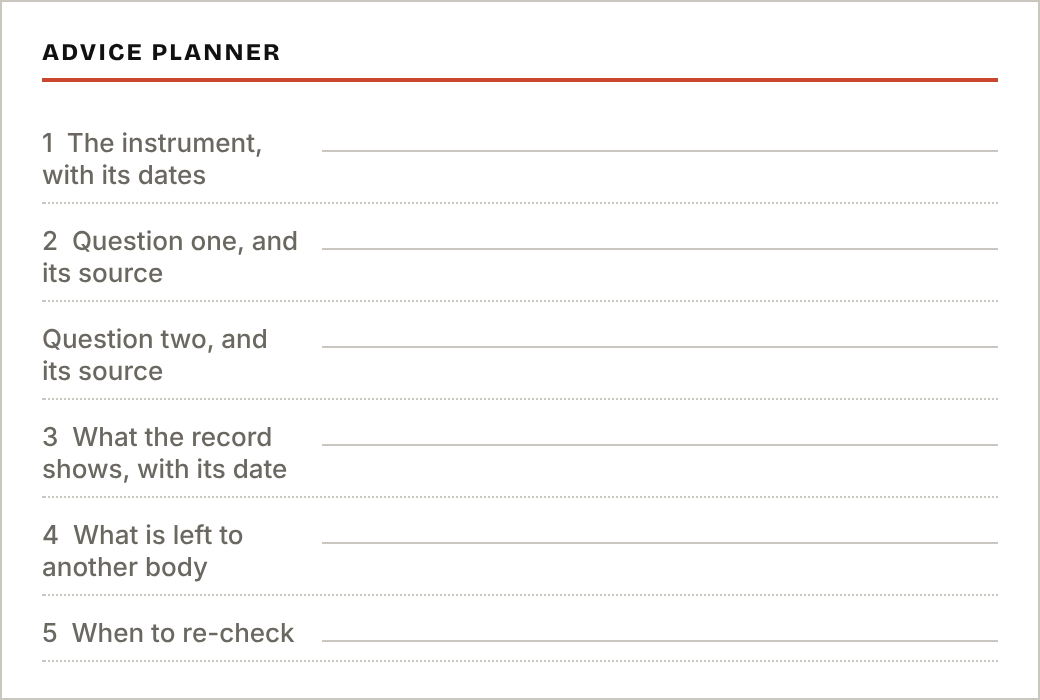 ADVICE PLANNER
1 The instrument,
with its dates
2 Question one, and
its source
Question two, and
its source
3 What the record
shows, with its date
4 What is left to
another body
5 When to re-check